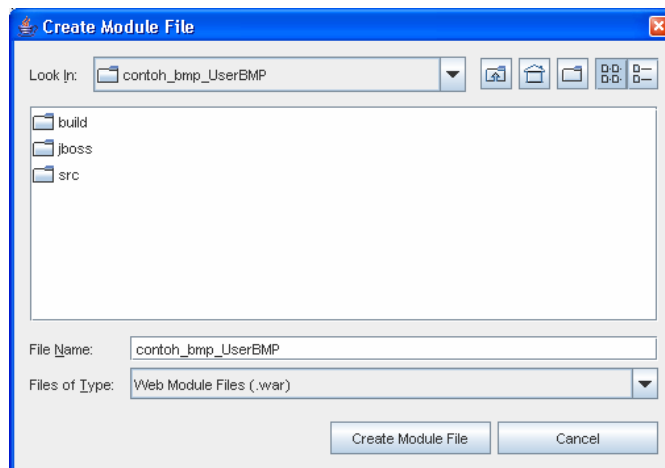 Create Module File
Look In: contoh_bmp_UserBMP
build
jboss
src
File Name: contoh_bmp_UserBMP
Files of Type: Web Module Files (.war)
Create Module File Cancel